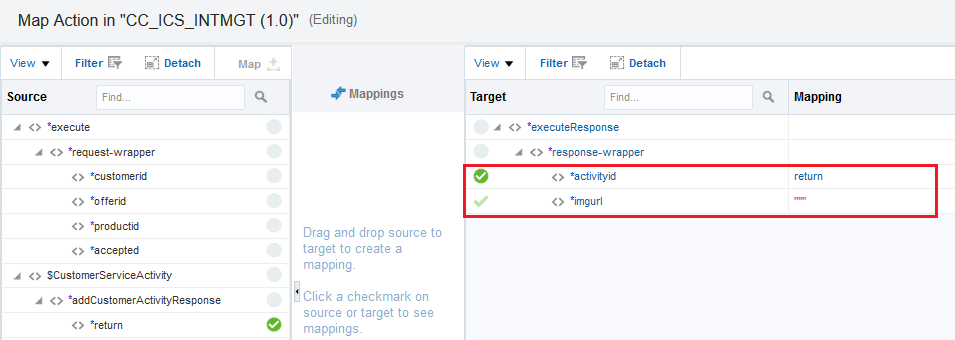 Map Action in "CC_ICS_INTMGT (1.0)" (Editing)
View Filter Detach Map
Source Find...
*execute
*request-wrapper
*customerid
*offerid
*productid
*accepted
$CustomerServiceActivity
*addCustomerActivityResponse
*return
Mappings
Drag and drop source to
target to create a
mapping.
Click a checkmark on
source or target to see
mappings.
View Filter Detach
Target Find... Mapping
*executeResponse
*response-wrapper
*activityid return
*imgurl """"